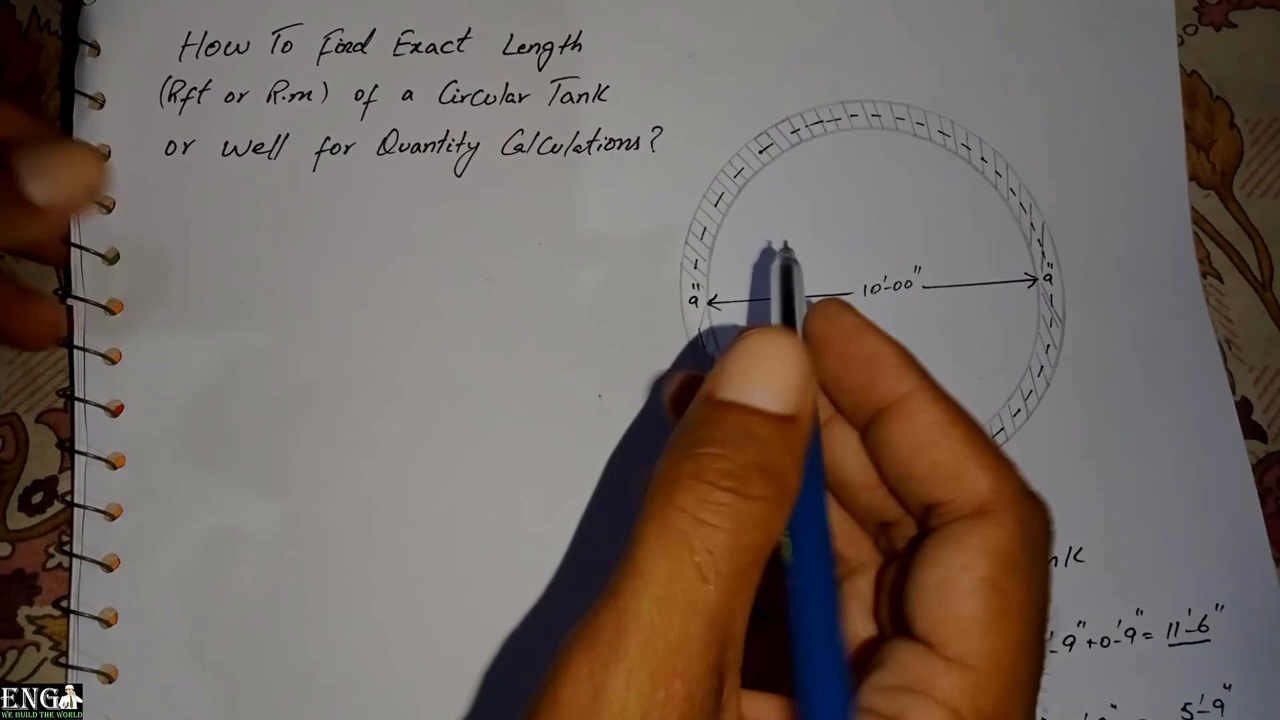 How To Find Exact Length
(Rft or R.m) of a Circular Tank
or Well for Quantity Calculations?
9" 10'-00" 9"
9"+0'-9" = 11'-6"
5'-9"
ENG
WE BUILD THE WORLD